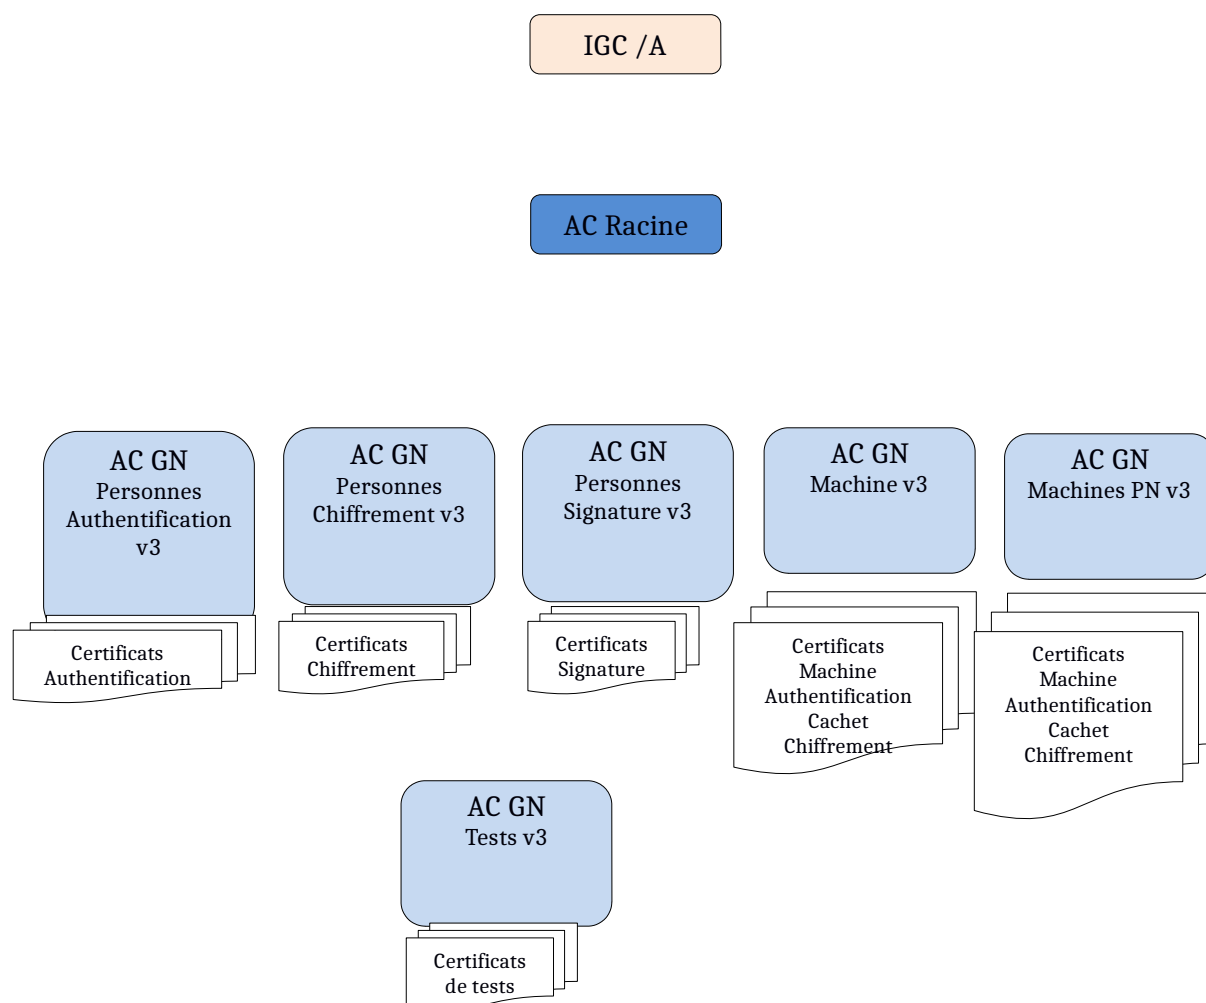 IGC /A
AC Racine
AC GN
Personnes
Authentification
v3
AC GN
Personnes
Chiffrement v3
AC GN
Personnes
Signature v3
AC GN
Machine v3
AC GN
Machines PN v3
Certificats
Authentification
Certificats
Chiffrement
Certificats
Signature
Certificats
Machine
Authentification
Cachet
Chiffrement
Certificats
Machine
Authentification
Cachet
Chiffrement
AC GN
Tests v3
Certificats
de tests